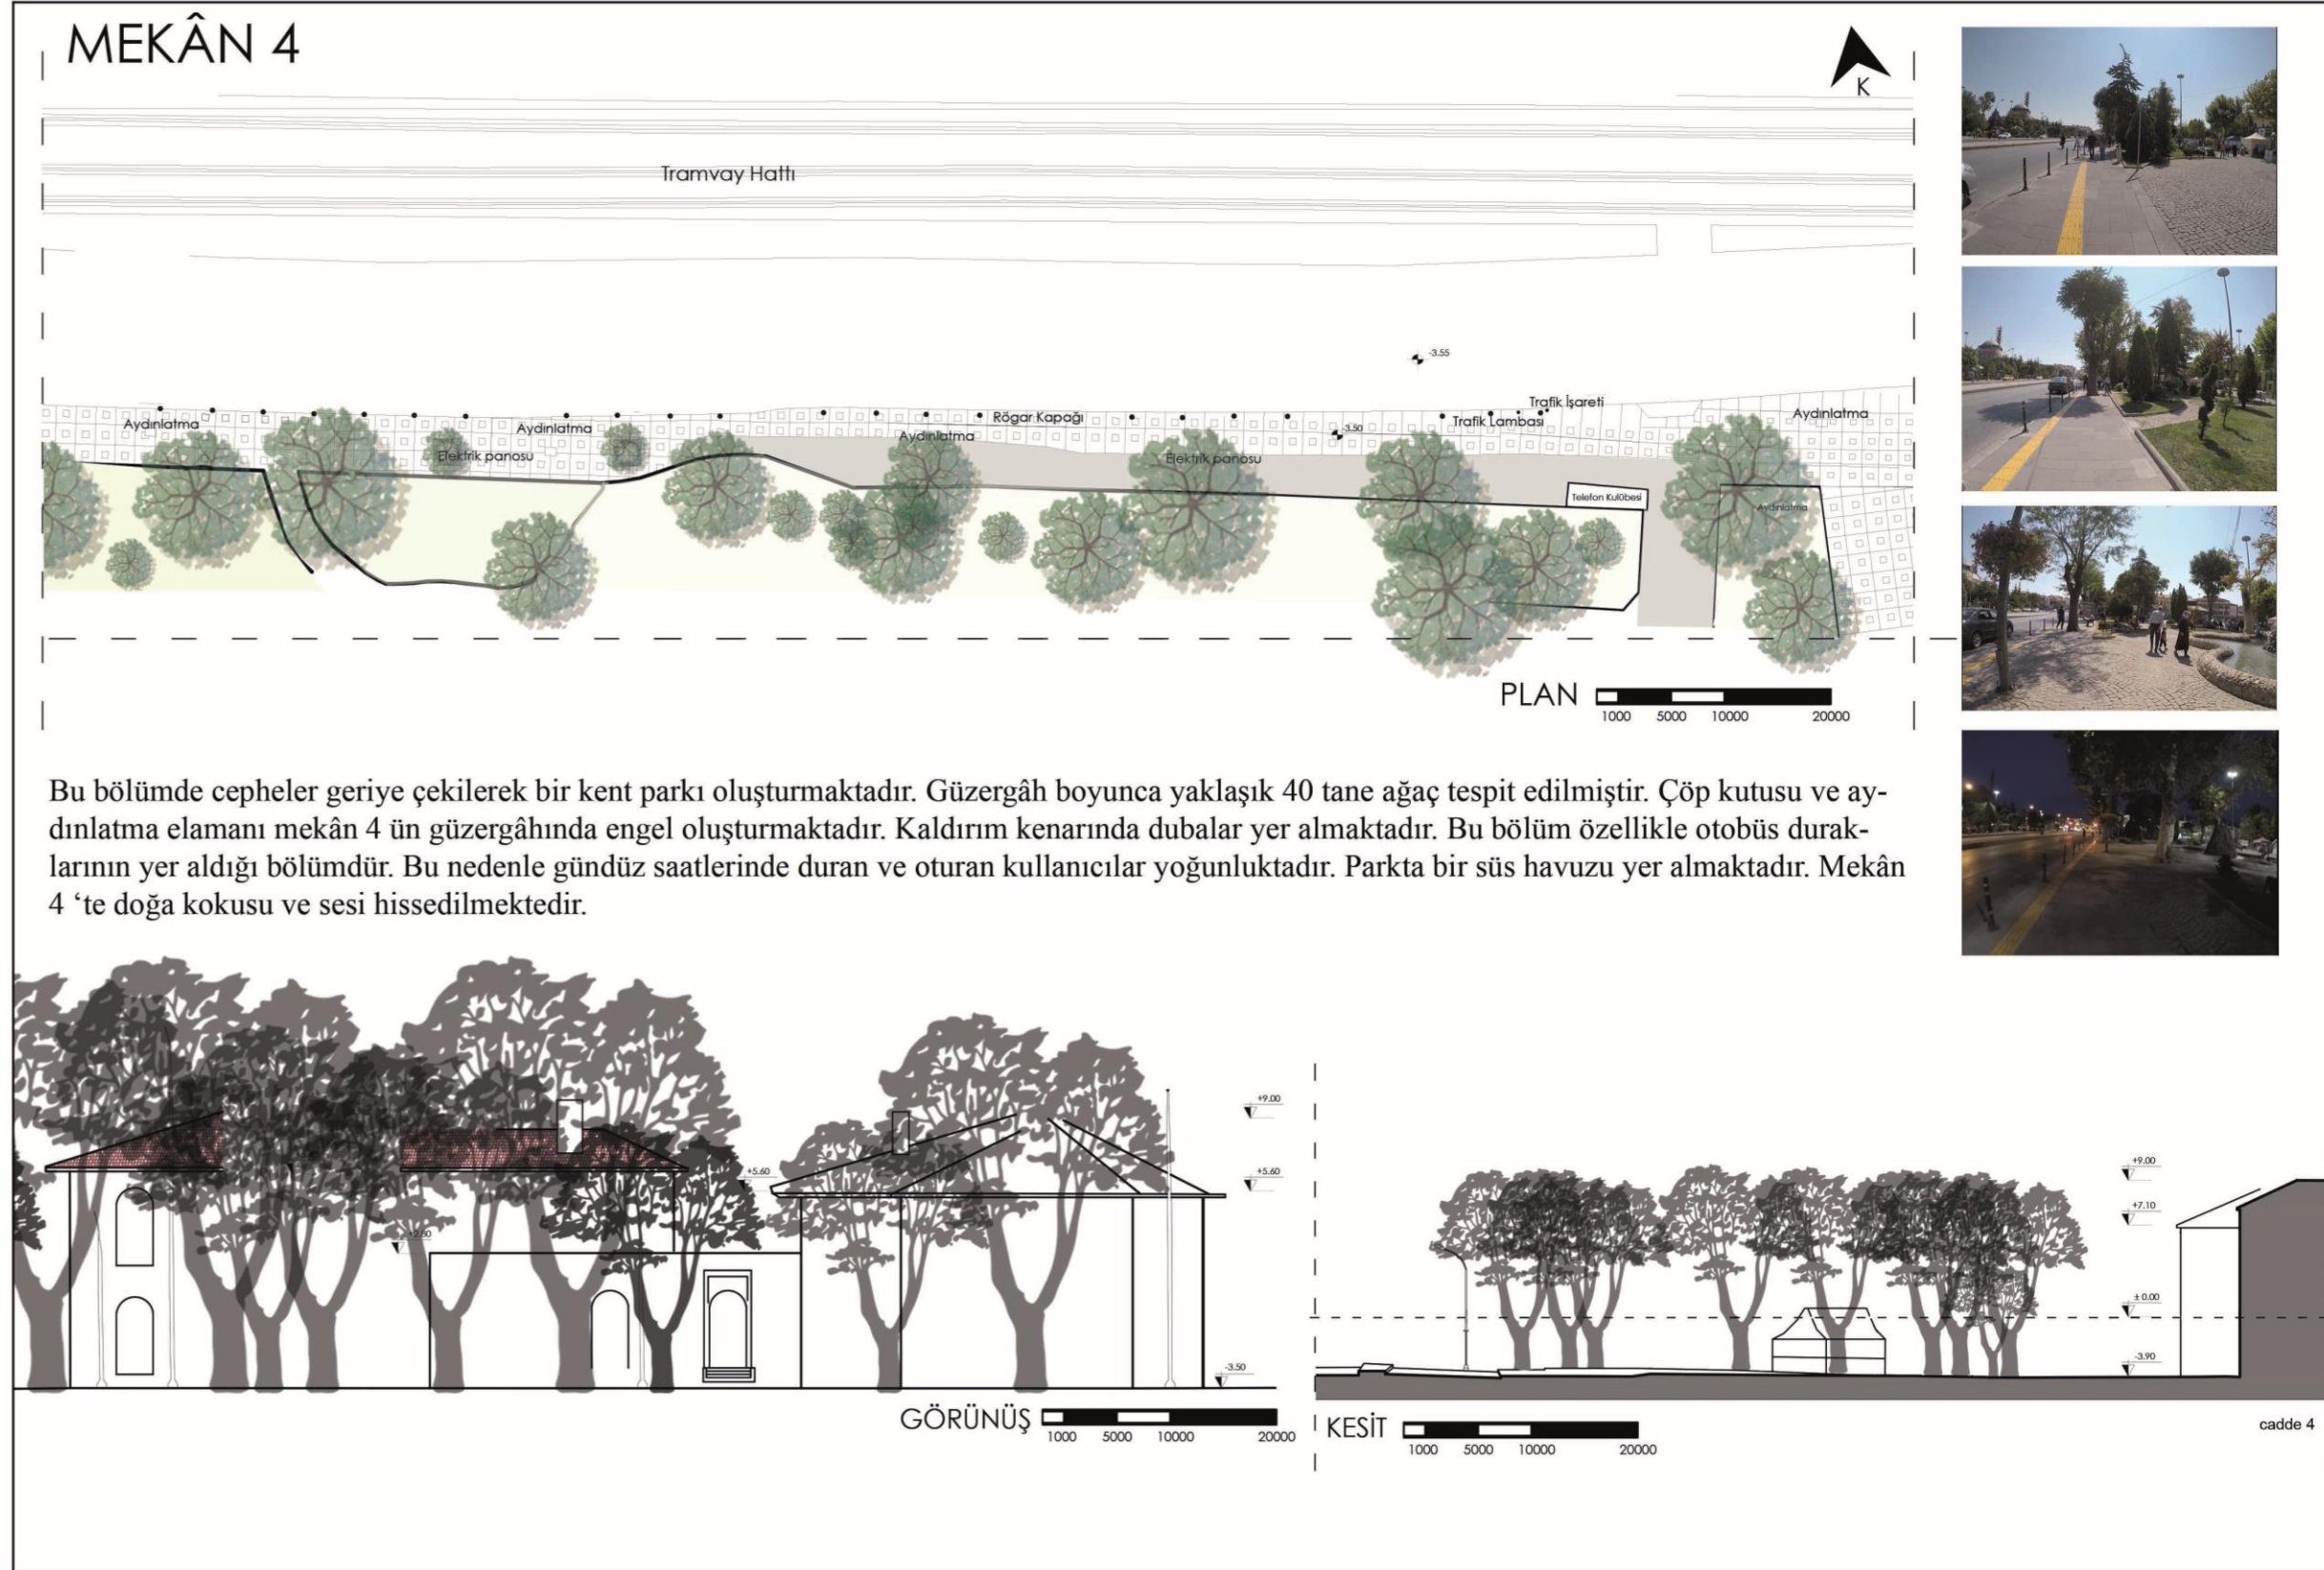 MEKÂN 4
K
Tramvay Hattı
-3.55
Trafik İşareti
Aydınlatma
Aydınlatma
Aydınlatma
Rögar Kapağı
-3.50
Trafik Lambası
Aydınlatma
Elektrik panosu
Elektrik panosu
Telefon Kulübesi
Aydınlatma
PLAN
1000 5000 10000 20000
Bu bölümde cepheler geriye çekilerek bir kent parkı oluşturmaktadır. Güzergâh boyunca yaklaşık 40 tane ağaç tespit edilmiştir. Çöp kutusu ve ay-
dınlatma elamanı mekân 4 ün güzergâhında engel oluşturmaktadır. Kaldırım kenarında dubalar yer almaktadır. Bu bölüm özellikle otobüs durak-
larının yer aldığı bölümdür. Bu nedenle gündüz saatlerinde duran ve oturan kullanıcılar yoğunluktadır. Parkta bir süs havuzu yer almaktadır. Mekân
4 ‘te doğa kokusu ve sesi hissedilmektedir.
+9.00
+5.60
+5.60
+2.60
-3.50
GÖRÜNÜŞ
1000 5000 10000 20000
+9.00
+7.10
±0.00
-3.90
KESİT
1000 5000 10000 20000
cadde 4